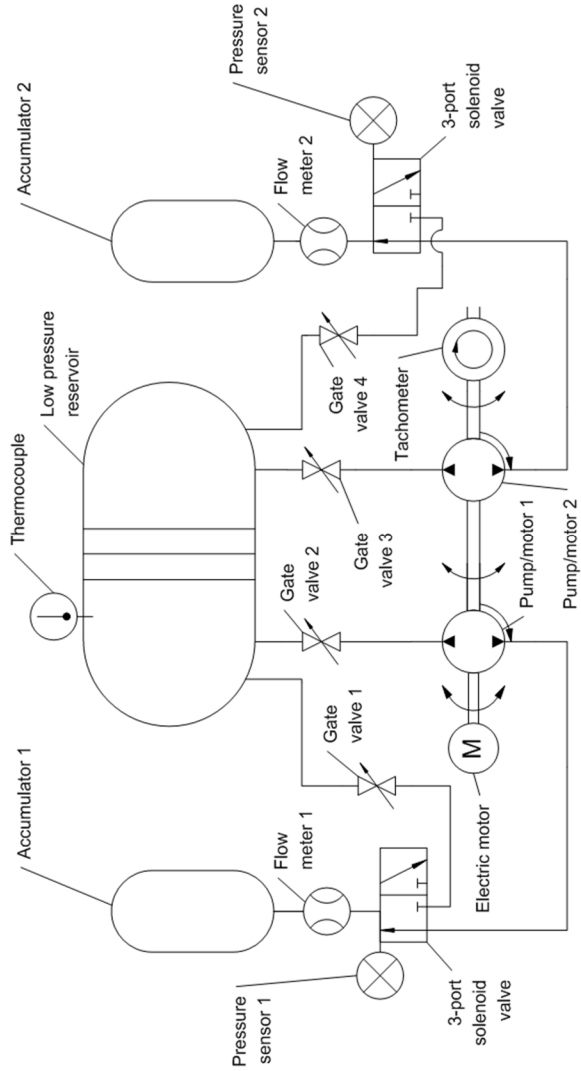 Accumulator 1
Thermocouple
Low pressure
reservoir
Accumulator 2
Pressure
sensor 1
Flow
meter 1
Gate
valve 1
Gate
valve 2
Gate
valve 3
Gate
valve 4
Flow
meter 2
Pressure
sensor 2
3-port
solenoid
valve
Electric motor
M
Pump/motor 1
Pump/motor 2
Tachometer
3-port
solenoid
valve